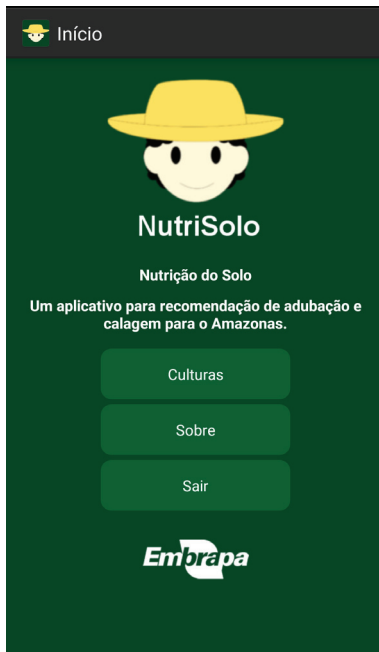 Início
NutriSolo
Nutrição do Solo
Um aplicativo para recomendação de adubação e
calagem para o Amazonas.
Culturas
Sobre
Sair
Embrapa